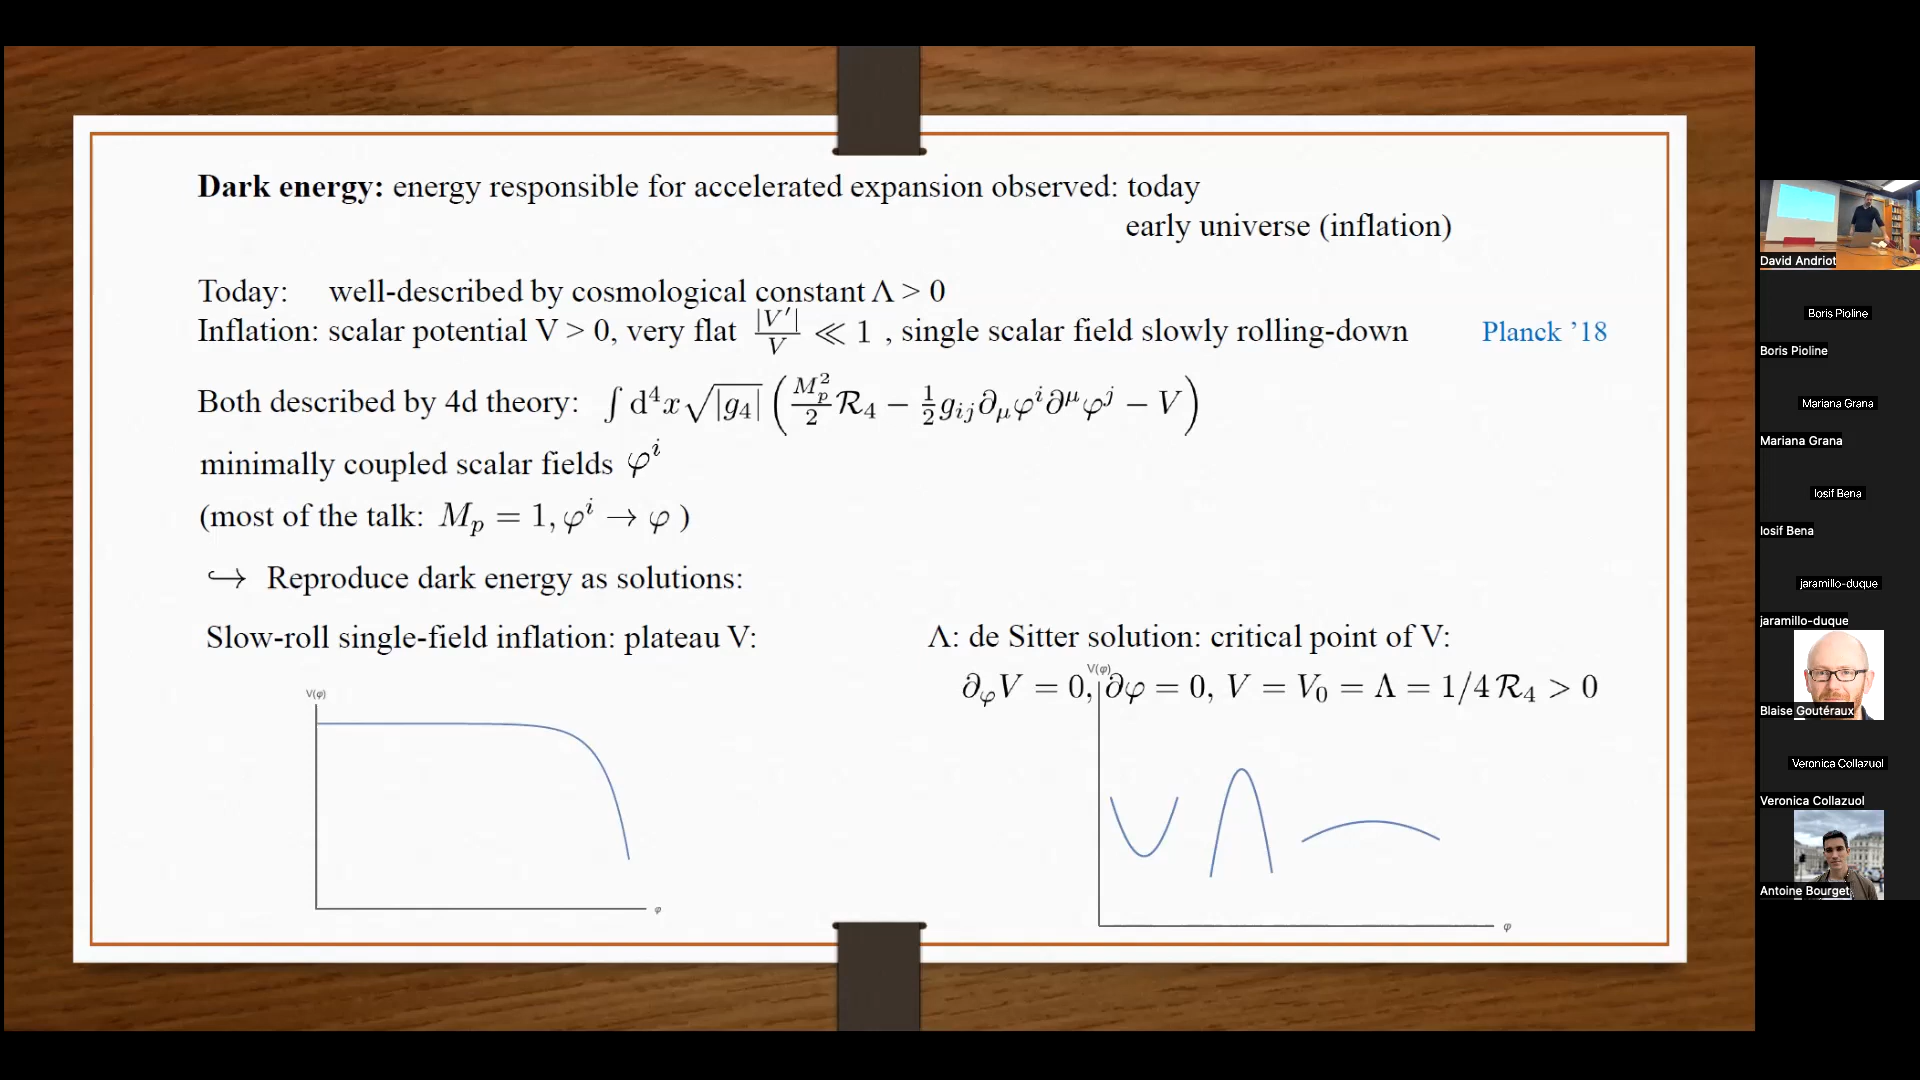 Dark energy: energy responsible for accelerated expansion observed: today
early universe (inflation)
Today: well-described by cosmological constant Λ > 0
Inflation: scalar potential V > 0, very flat |V′|/V ≪ 1 , single scalar field slowly rolling-down Planck ’18
Both described by 4d theory: ∫ d⁴x √|g₄| ( M_p²/2 ℛ₄ − ½ g_ij ∂_μφ^i ∂^μφ^j − V )
minimally coupled scalar fields φ^i
(most of the talk: M_p = 1, φ^i → φ )
↪ Reproduce dark energy as solutions:
Slow-roll single-field inflation: plateau V:
V(φ)
φ
Λ: de Sitter solution: critical point of V:
∂_φV = 0, ∂φ = 0, V = V₀ = Λ = 1/4 ℛ₄ > 0
V(φ)
φ
David Andriot
Boris Pioline
Boris Pioline
Mariana Grana
Mariana Grana
Iosif Bena
Iosif Bena
jaramillo-duque
jaramillo-duque
Blaise Goutéraux
Veronica Collazuol
Veronica Collazuol
Antoine Bourget